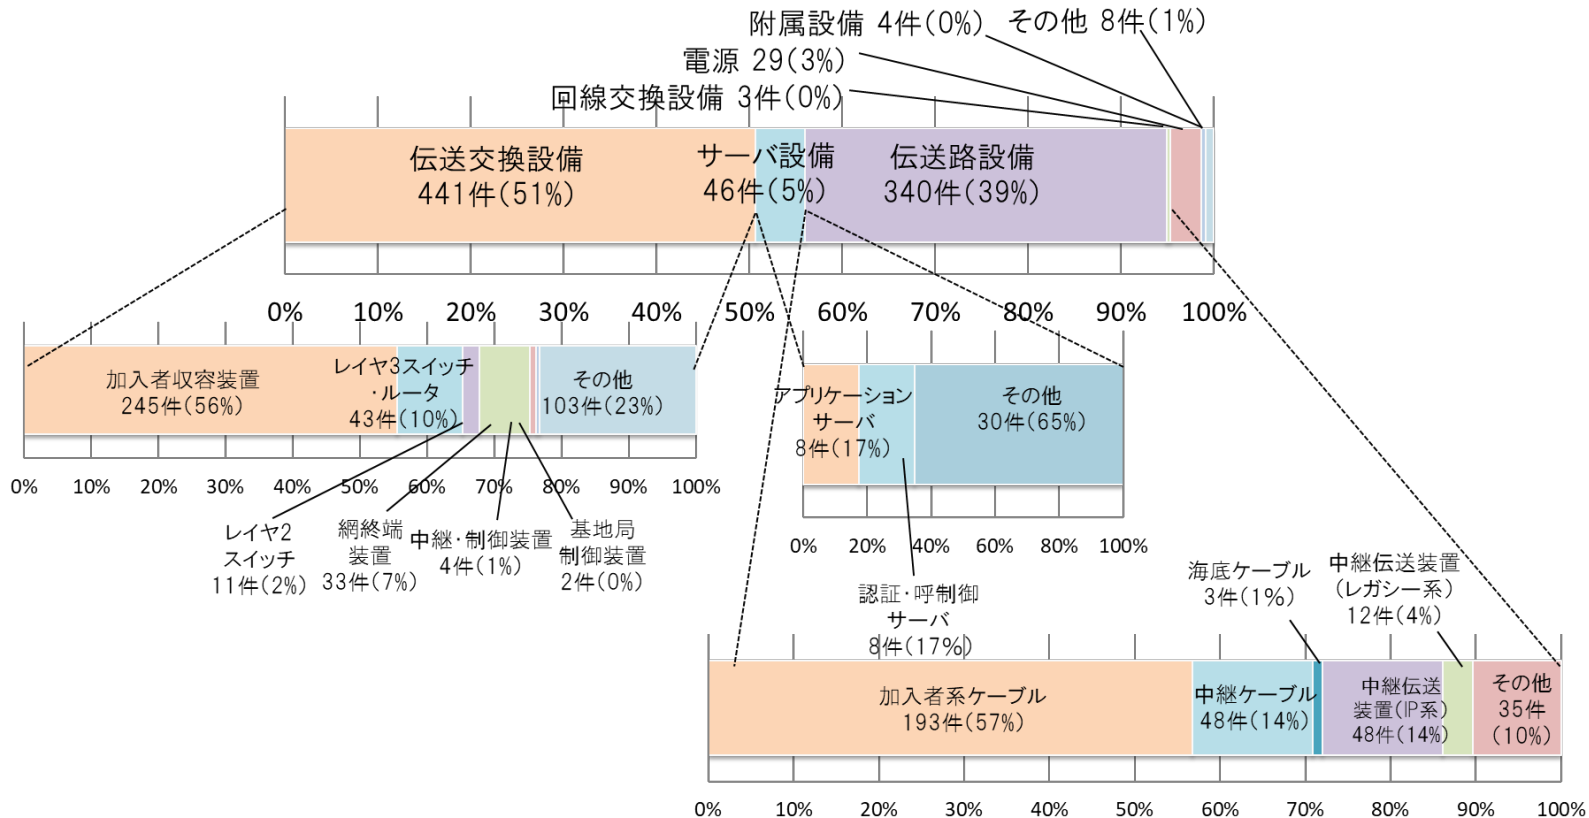 附属設備 4件(0%)
その他 8件(1%)
電源 29(3%)
回線交換設備 3件(0%)
伝送交換設備
441件(51%)
サーバ設備
46件(5%)
伝送路設備
340件(39%)
0% 10% 20% 30% 40% 50% 60% 70% 80% 90% 100%
加入者収容装置
245件(56%)
レイヤ3スイッチ
・ルータ
43件(10%)
その他
103件(23%)
0% 10% 20% 30% 40% 50% 60% 70% 80% 90% 100%
レイヤ2
スイッチ
11件(2%)
網終端
装置
33件(7%)
中継・制御装置
4件(1%)
基地局
制御装置
2件(0%)
アプリケーション
サーバ
8件(17%)
その他
30件(65%)
0% 20% 40% 60% 80% 100%
認証・呼制御
サーバ
8件(17%)
海底ケーブル
3件(1%)
中継伝送装置
(レガシー系)
12件(4%)
加入者系ケーブル
193件(57%)
中継ケーブル
48件(14%)
中継伝送
装置(IP系)
48件(14%)
その他
35件
(10%)
0% 10% 20% 30% 40% 50% 60% 70% 80% 90% 100%